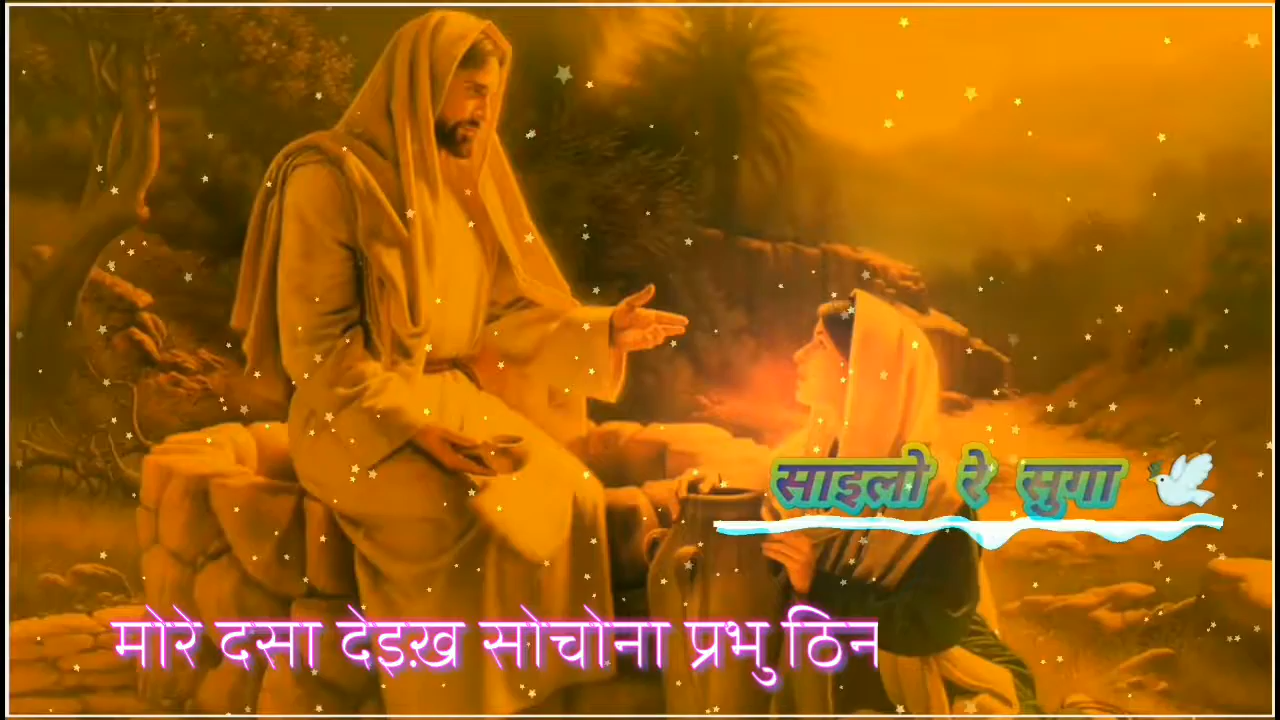 साइलो रे सुगा
मोरे दसा देइख़ सोचोना प्रभु ठिन